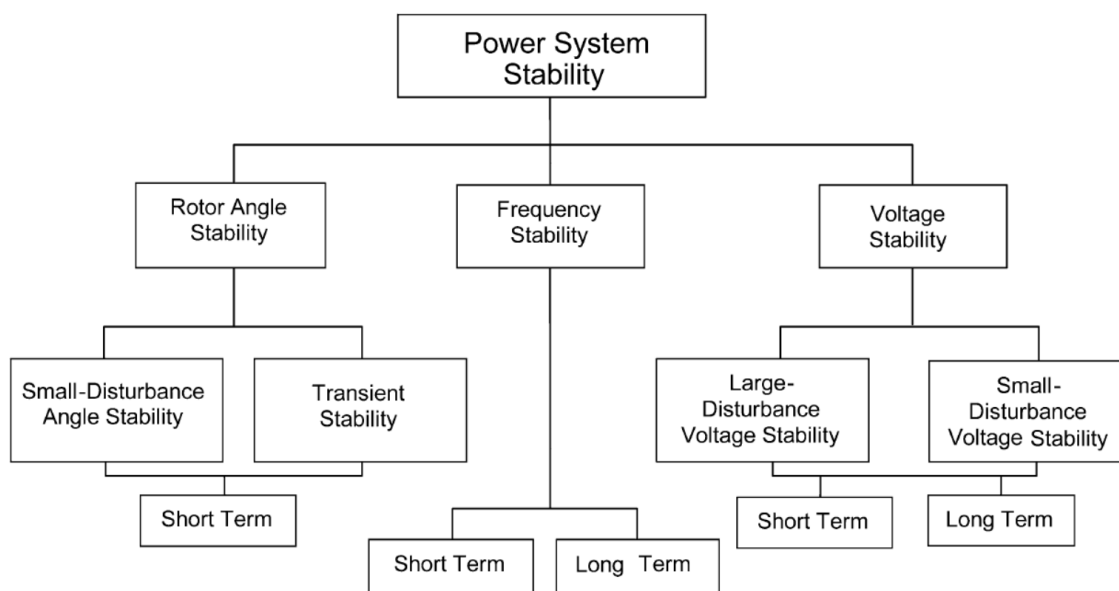 Power System
Stability
Rotor Angle
Stability
Frequency
Stability
Voltage
Stability
Small-Disturbance
Angle Stability
Transient
Stability
Large-
Disturbance
Voltage Stability
Small-
Disturbance
Voltage Stability
Short Term
Short Term
Long Term
Short Term
Long Term